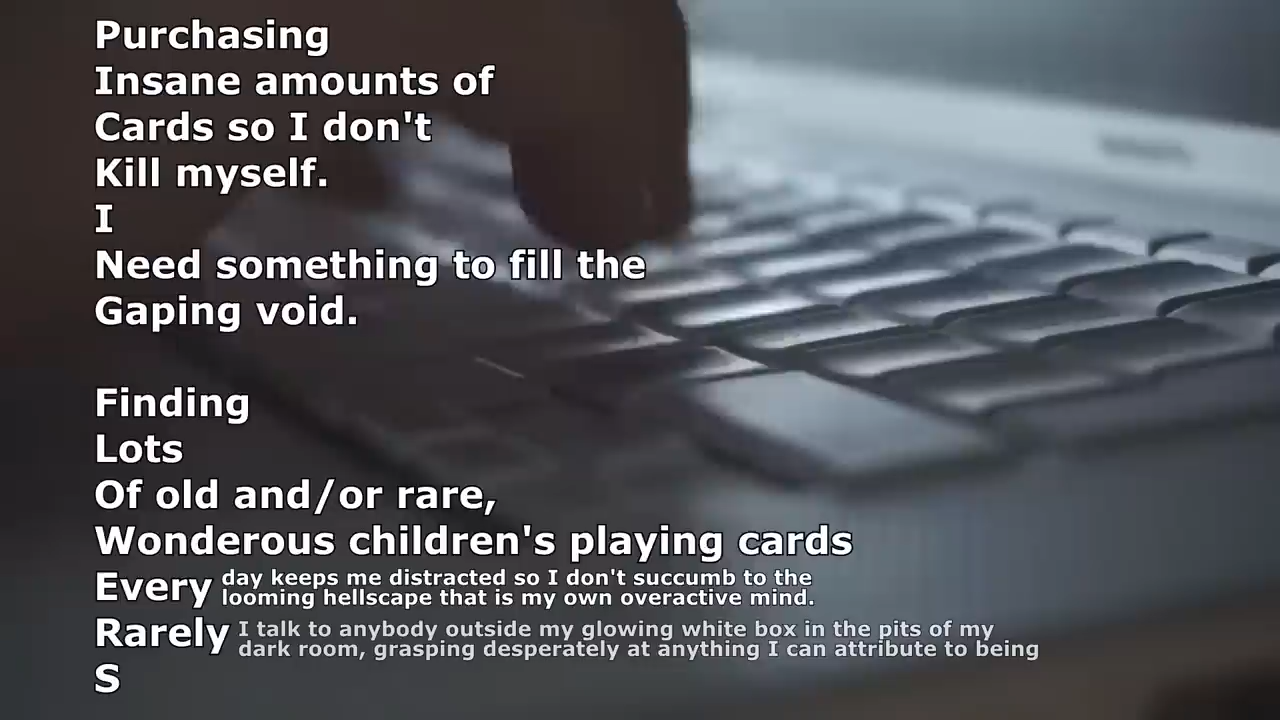 Purchasing
Insane amounts of
Cards so I don't
Kill myself.
I
Need something to fill the
Gaping void.
Finding
Lots
Of old and/or rare,
Wonderous children's playing cards
Every day keeps me distracted so I don't succumb to the
looming hellscape that is my own overactive mind.
Rarely I talk to anybody outside my glowing white box in the pits of my
dark room, grasping desperately at anything I can attribute to being
S